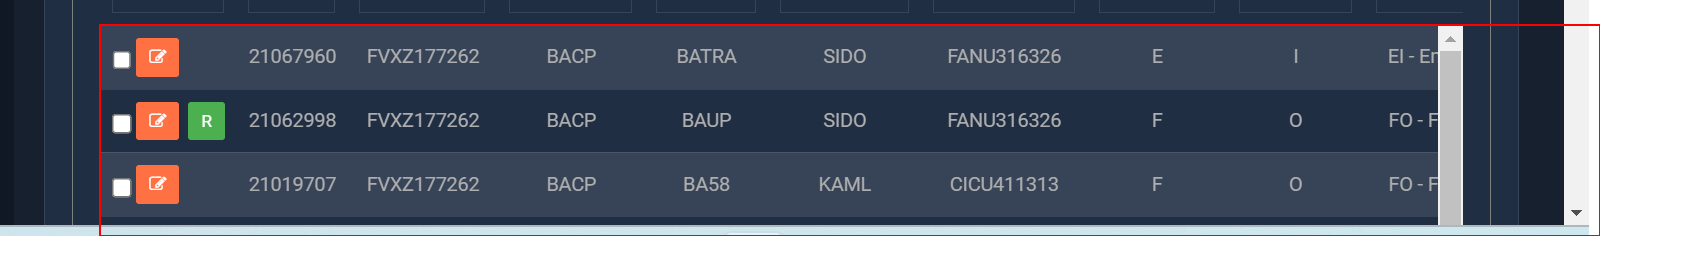 21067960 FVXZ177262 BACP BATRA SIDO FANU316326 E I EI - Er
R 21062998 FVXZ177262 BACP BAUP SIDO FANU316326 F O FO - F
21019707 FVXZ177262 BACP BA58 KAML CICU411313 F O FO - F